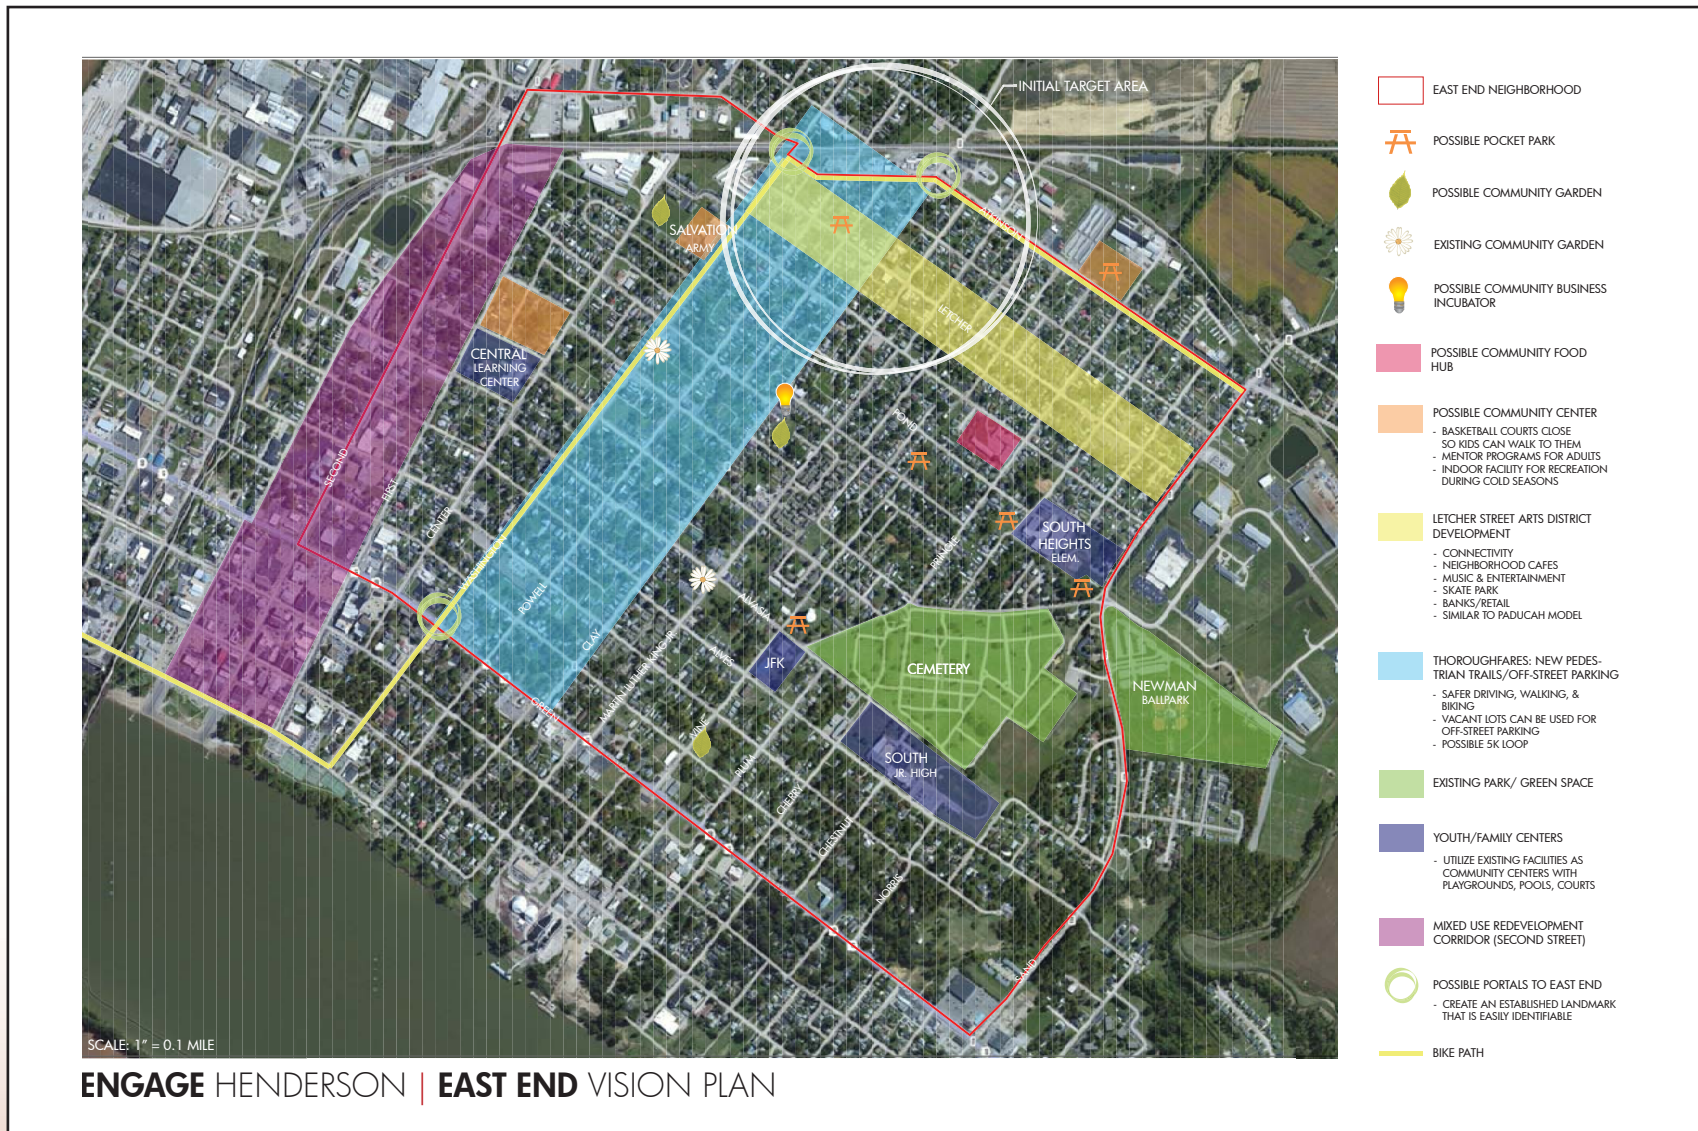 INITIAL TARGET AREA
SALVATION
ARMY
ATKINSON
LETCHER
CENTRAL
LEARNING
CENTER
SECOND
FIRST
CENTER
WASHINGTON
POWELL
CLAY
GREEN
MARTIN LUTHER KING JR.
ALVES
ALVASIA
POND
PRINGLE
SOUTH
HEIGHTS
ELEM.
JFK
CEMETERY
NEWMAN
BALLPARK
SOUTH
JR. HIGH
VINE
PLUM
CHERRY
CHESTNUT
NORRIS
SAND
SCALE: 1" = 0.1 MILE
EAST END NEIGHBORHOOD
POSSIBLE POCKET PARK
POSSIBLE COMMUNITY GARDEN
EXISTING COMMUNITY GARDEN
POSSIBLE COMMUNITY BUSINESS
INCUBATOR
POSSIBLE COMMUNITY FOOD
HUB
POSSIBLE COMMUNITY CENTER
- BASKETBALL COURTS CLOSE
SO KIDS CAN WALK TO THEM
- MENTOR PROGRAMS FOR ADULTS
- INDOOR FACILITY FOR RECREATION
DURING COLD SEASONS
LETCHER STREET ARTS DISTRICT
DEVELOPMENT
- CONNECTIVITY
- NEIGHBORHOOD CAFES
- MUSIC & ENTERTAINMENT
- SKATE PARK
- BANKS/RETAIL
- SIMILAR TO PADUCAH MODEL
THOROUGHFARES: NEW PEDES-
TRIAN TRAILS/OFF-STREET PARKING
- SAFER DRIVING, WALKING, &
BIKING
- VACANT LOTS CAN BE USED FOR
OFF-STREET PARKING
- POSSIBLE 5K LOOP
EXISTING PARK/ GREEN SPACE
YOUTH/FAMILY CENTERS
- UTILIZE EXISTING FACILITIES AS
COMMUNITY CENTERS WITH
PLAYGROUNDS, POOLS, COURTS
MIXED USE REDEVELOPMENT
CORRIDOR (SECOND STREET)
POSSIBLE PORTALS TO EAST END
- CREATE AN ESTABLISHED LANDMARK
THAT IS EASILY IDENTIFIABLE
BIKE PATH
ENGAGE HENDERSON | EAST END VISION PLAN